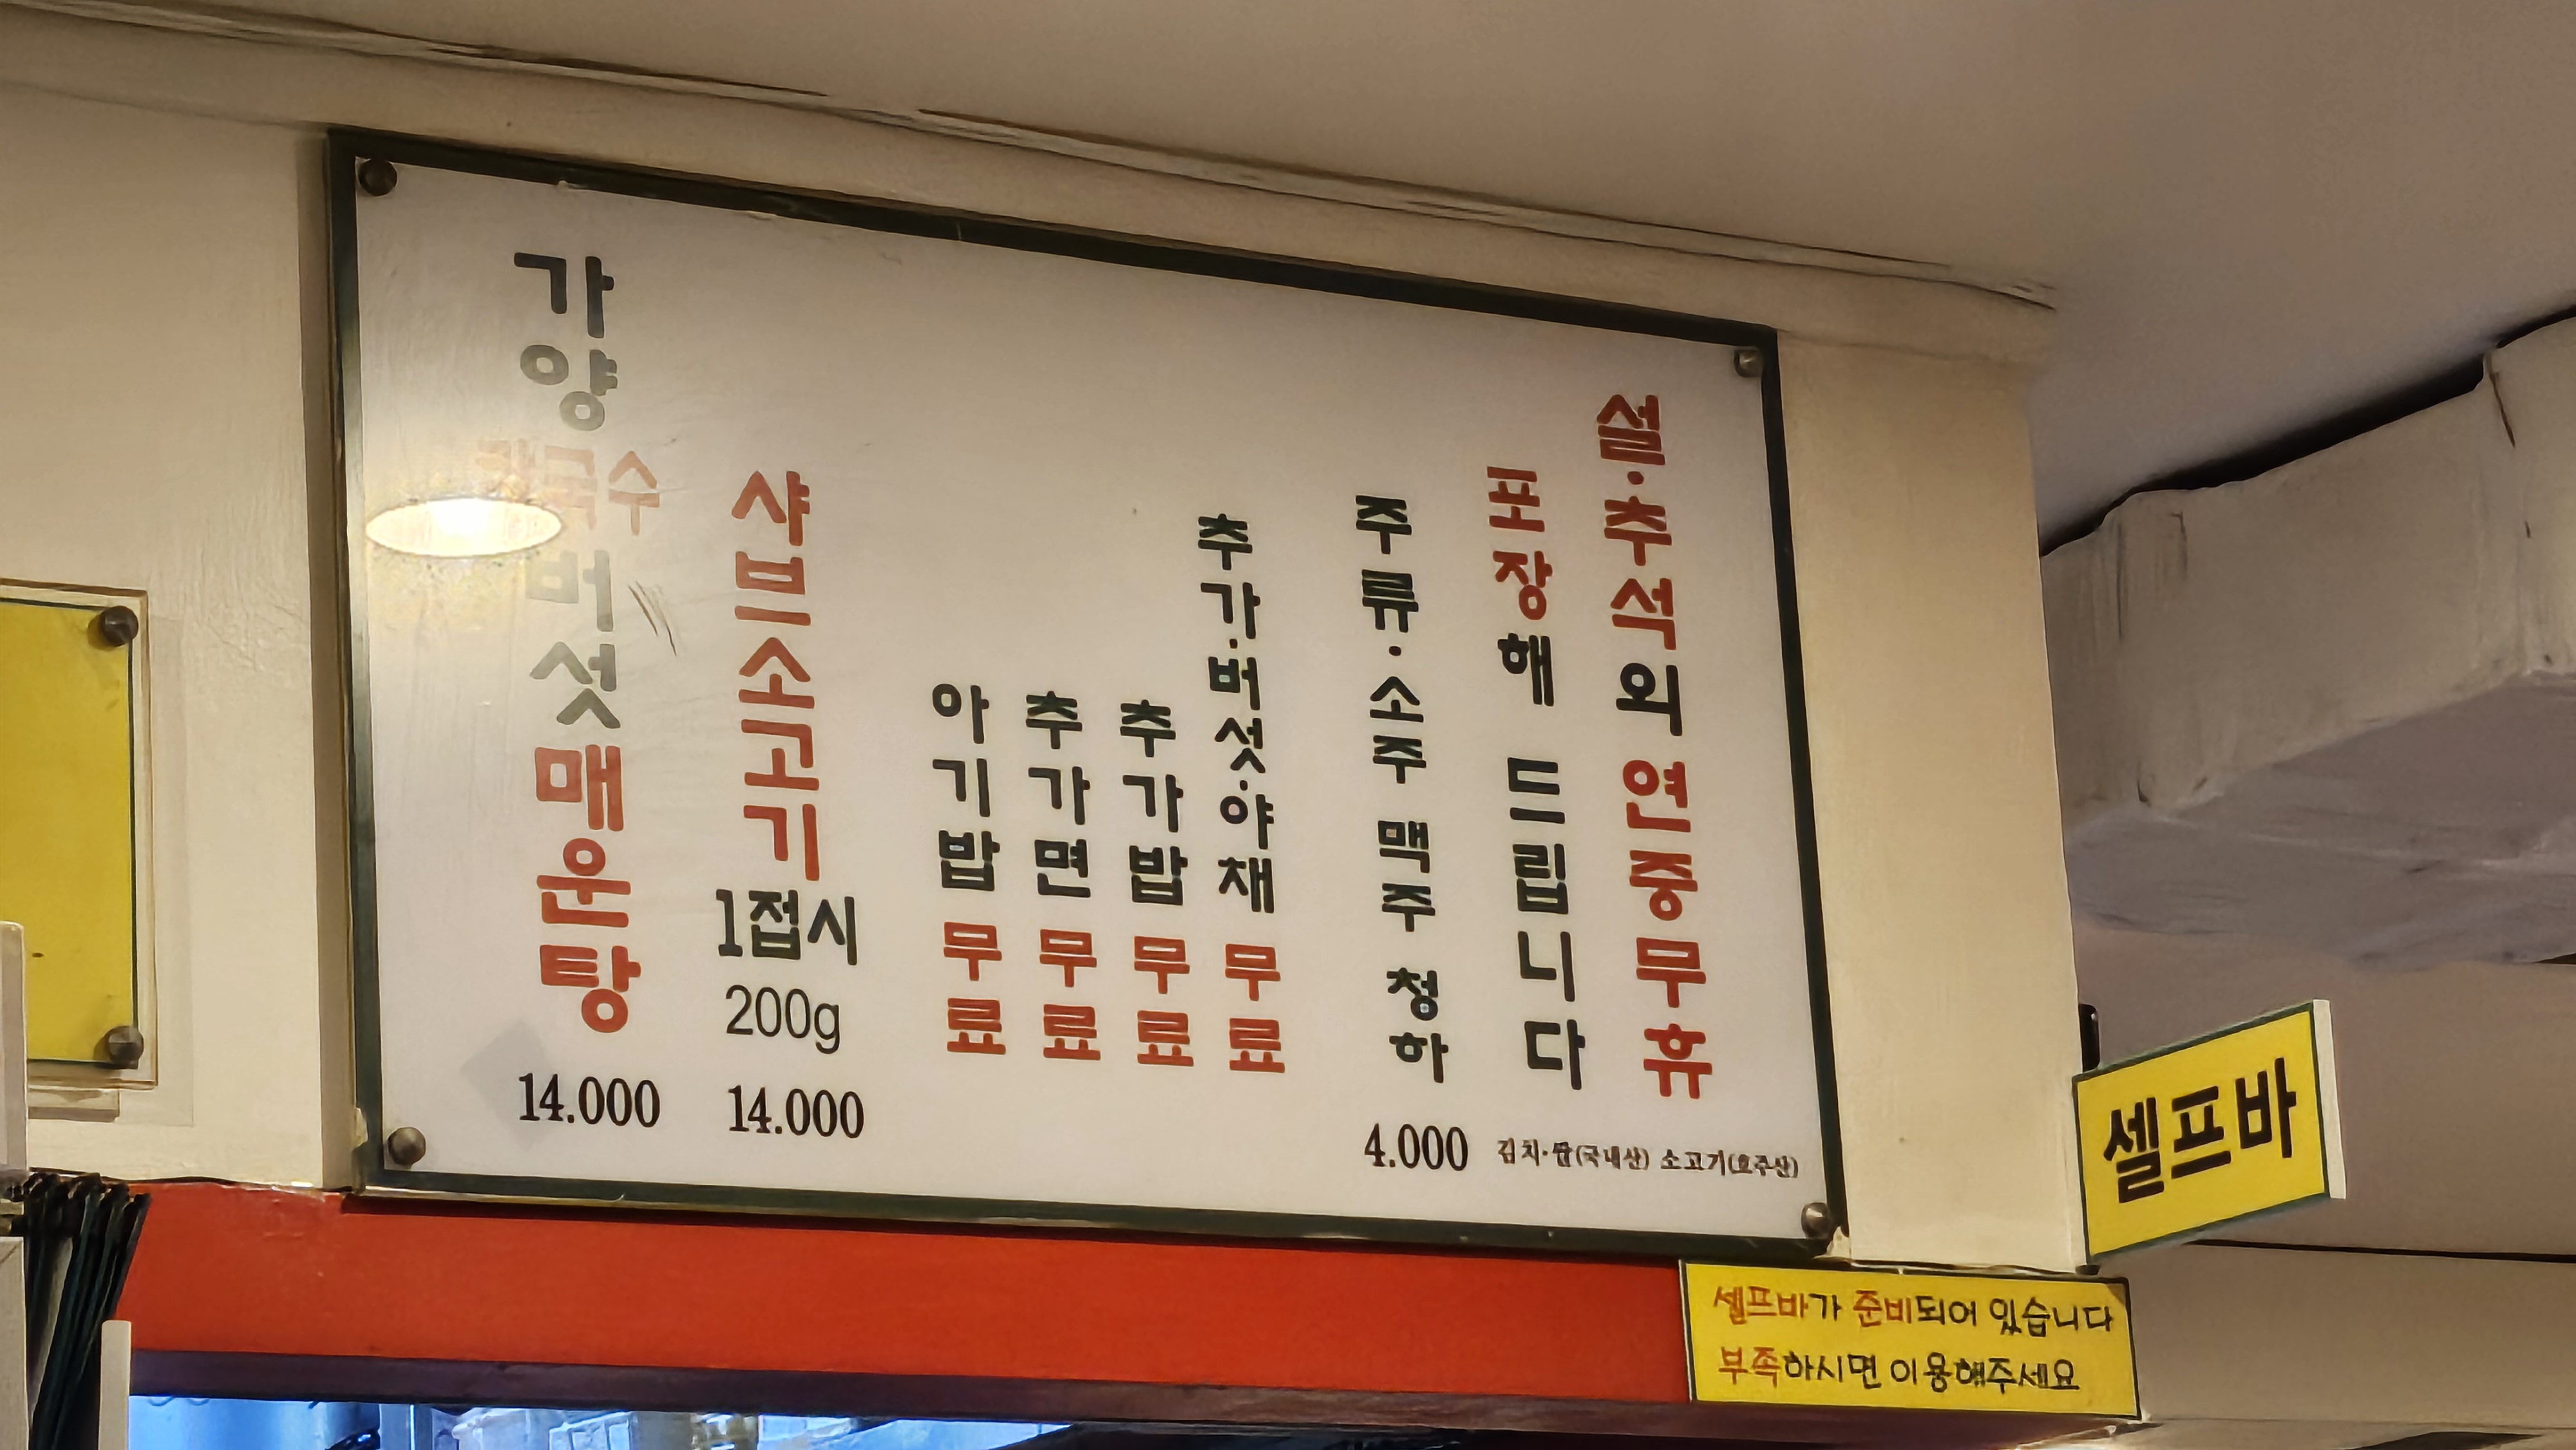 가양
칼국수
버섯매운탕
14.000
샤브소고기
1접시
200g
14.000
아기밥 무료
추가면 무료
추가밥 무료
추가·버섯·야채 무료
주류·소주 맥주 청하
4.000
포장해 드립니다
설·추석외 연중무휴
김치·쌀(국내산) 소고기(호주산)
셀프바
셀프바가 준비되어 있습니다
부족하시면 이용해주세요